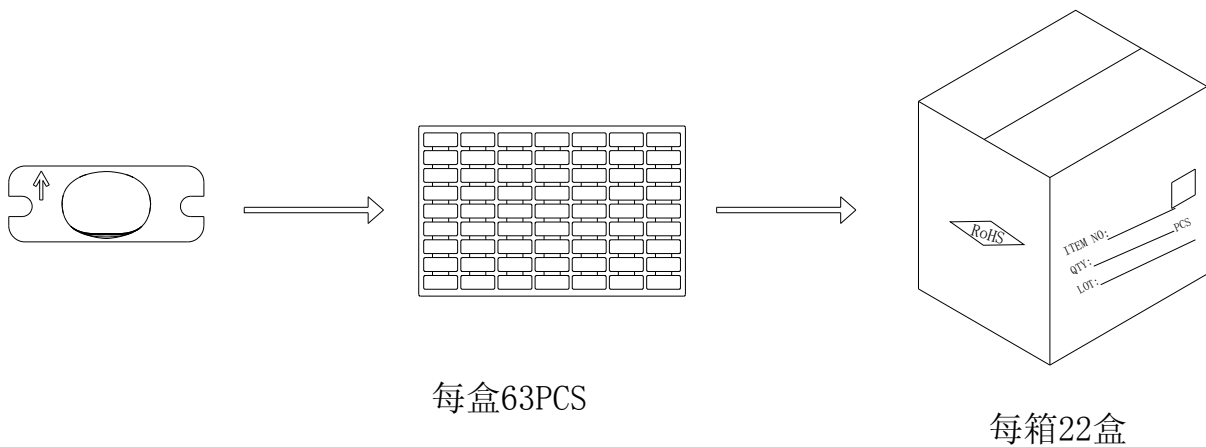 RoHS
ITEM NO:
PCS
QTY:
LOT:
每盒63PCS
每箱22盒